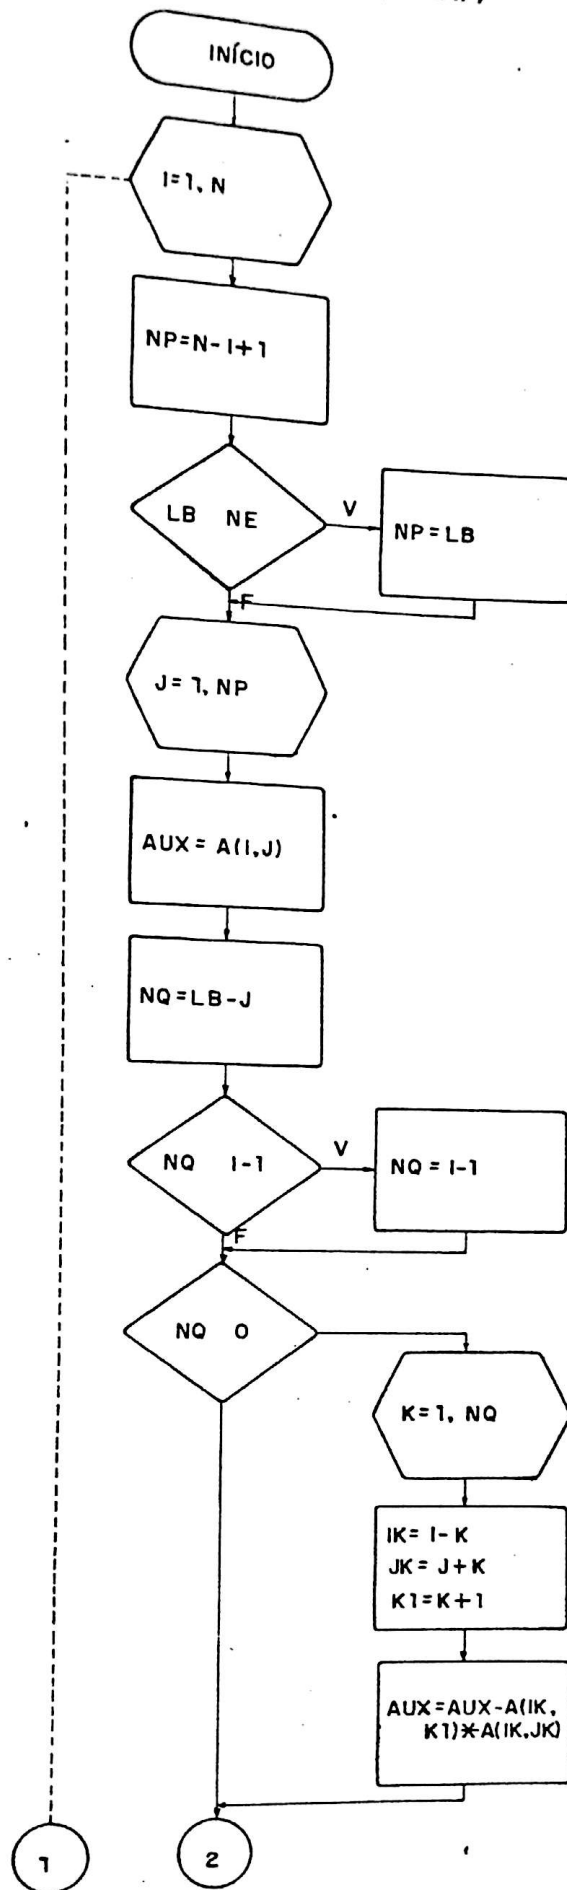 INÍCIO
I=1, N
NP=N-I+1
LB NE
V
NP=LB
F
J=1, NP
AUX=A(I,J)
NQ=LB-J
NQ I-1
V
NQ=I-1
F
NQ 0
K=1, NQ
IK=I-K
JK=J+K
K1=K+1
AUX=AUX-A(IK,
K1)*A(IK,JK)
1
2